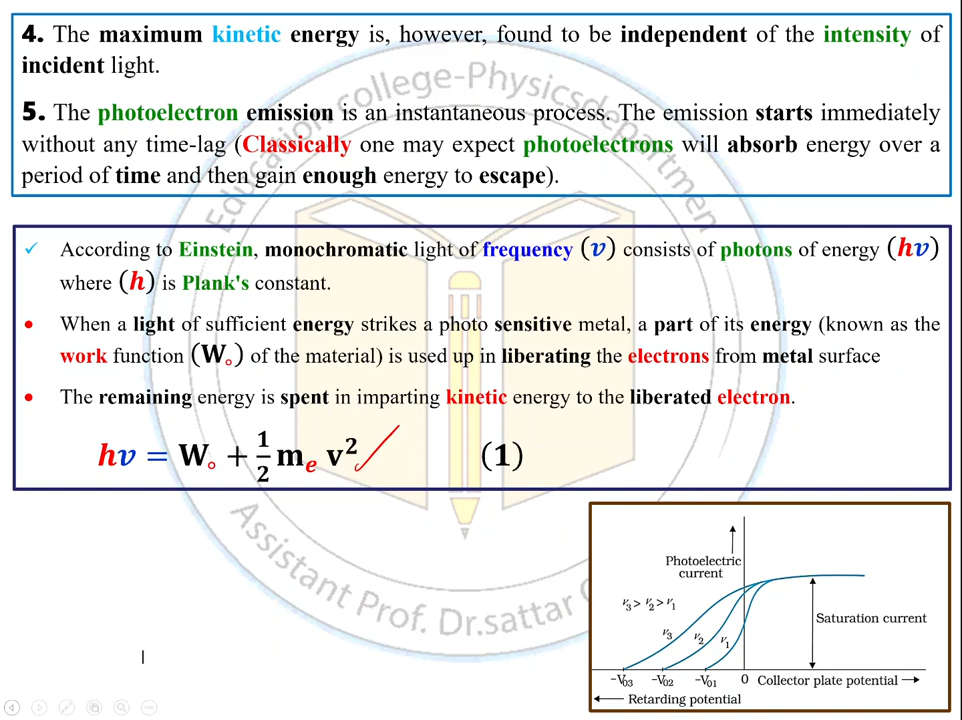 4. The maximum kinetic energy is, however, found to be independent of the intensity of
incident light.
5. The photoelectron emission is an instantaneous process. The emission starts immediately
without any time-lag (Classically one may expect photoelectrons will absorb energy over a
period of time and then gain enough energy to escape).
✓ According to Einstein, monochromatic light of frequency (v) consists of photons of energy (hv)
where (h) is Plank's constant.
• When a light of sufficient energy strikes a photo sensitive metal, a part of its energy (known as the
work function (W∘) of the material) is used up in liberating the electrons from metal surface
• The remaining energy is spent in imparting kinetic energy to the liberated electron.
hv = W∘ + 1/2 mₑ v² (1)
Education college-Physics department
Assistant Prof. Dr.sattar
Photoelectric
current
ν₃ > ν₂ > ν₁
Saturation current
ν₃ ν₂ ν₁
-V₀₃ -V₀₂ -V₀₁ 0 Collector plate potential →
← Retarding potential